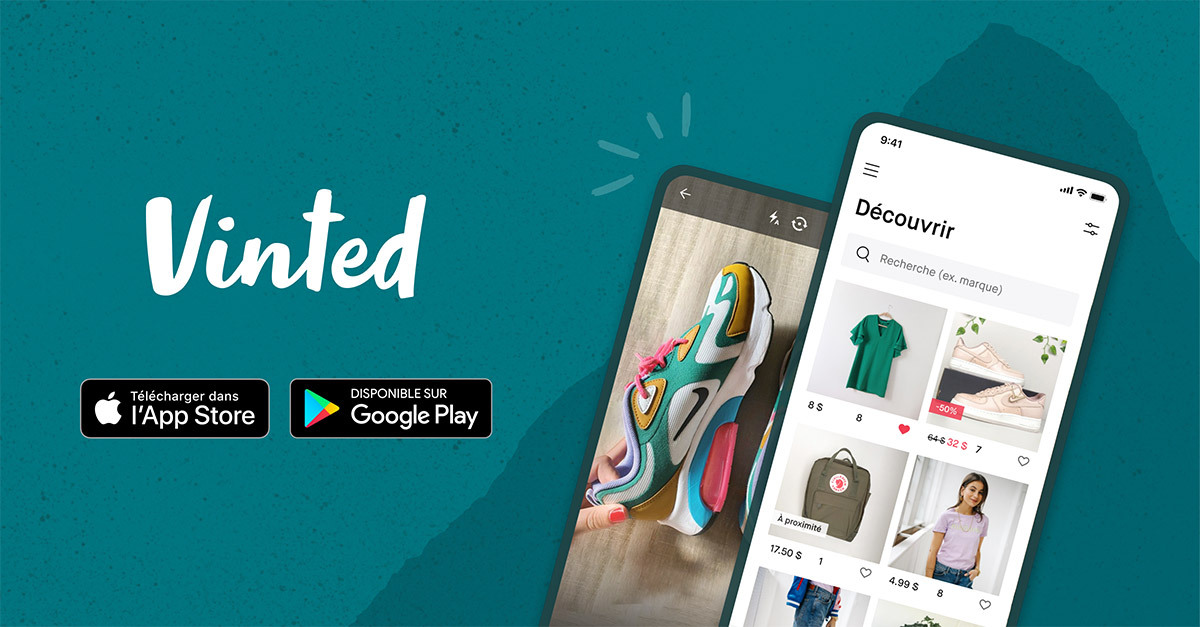 Vinted
Télécharger dans
l'App Store
DISPONIBLE SUR
Google Play
9:41
Découvrir
Recherche (ex. marque)
8 $ 8
-50%
64 $ 32 $ 7
À proximité
17.50 $ 1
4.99 $ 8